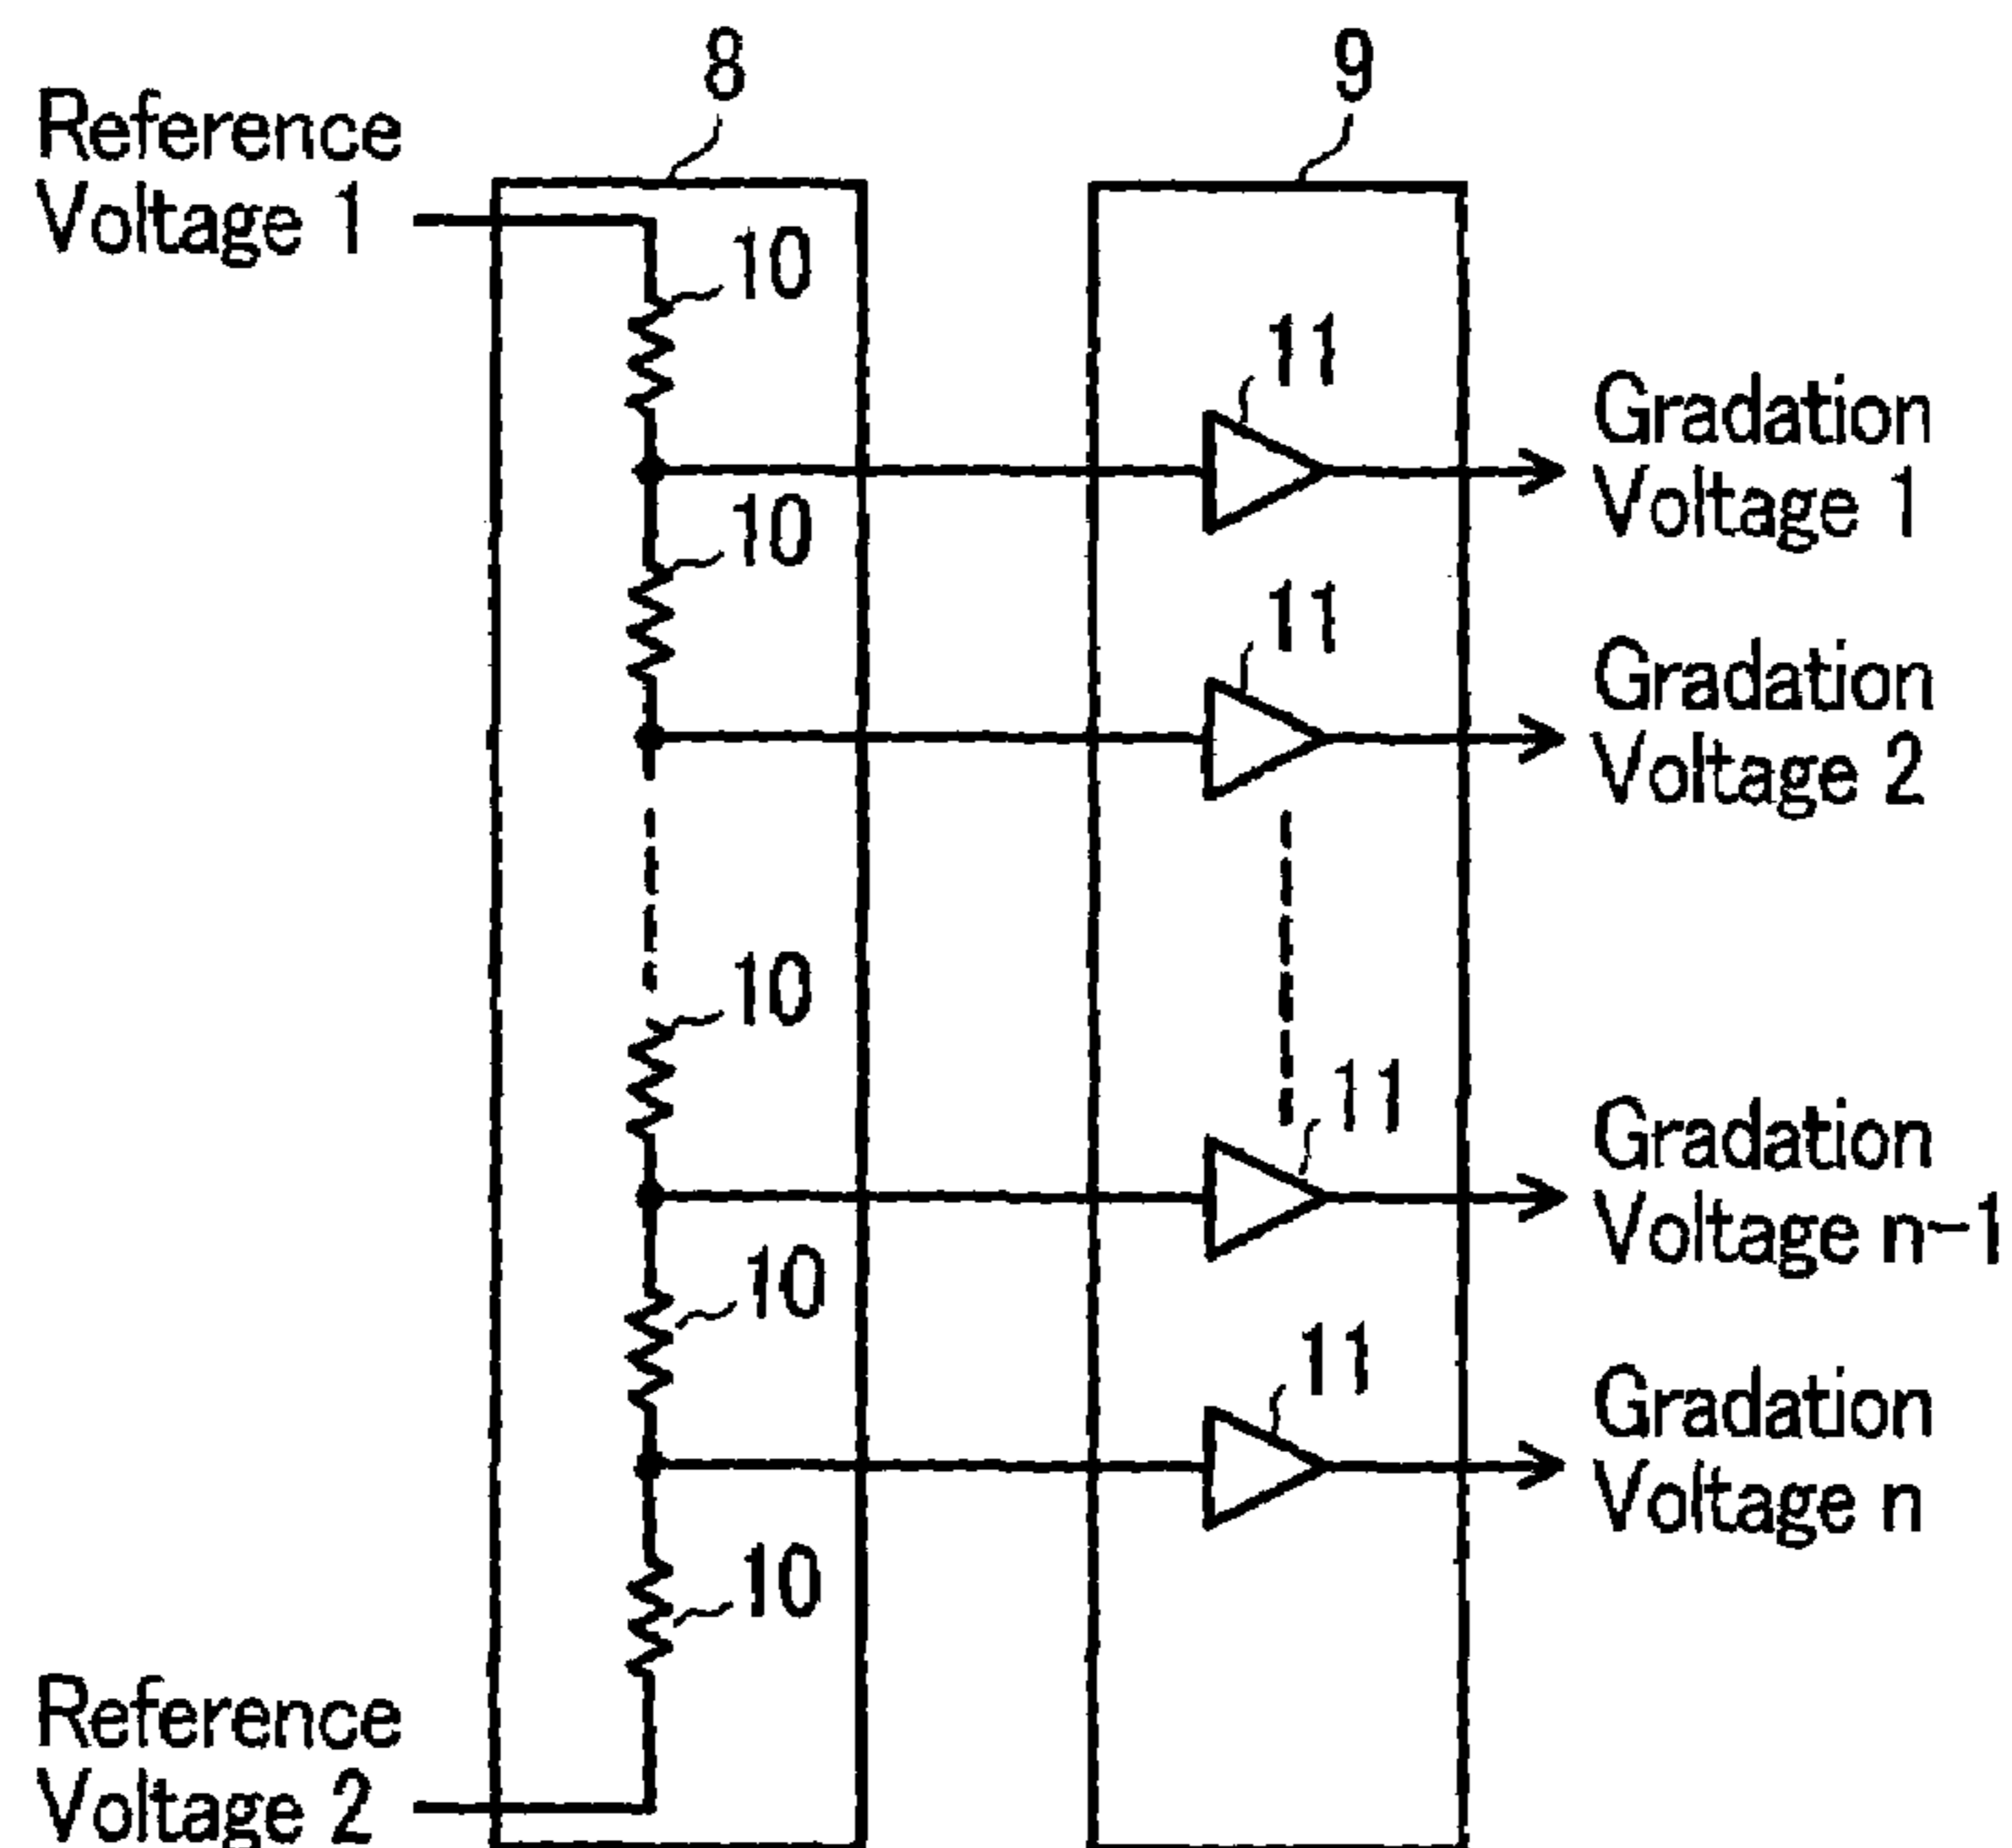 8
9
Reference
Voltage 1
10
11
Gradation
Voltage 1
10
11
Gradation
Voltage 2
10
11
Gradation
Voltage n-1
10
11
Gradation
Voltage n
10
Reference
Voltage 2